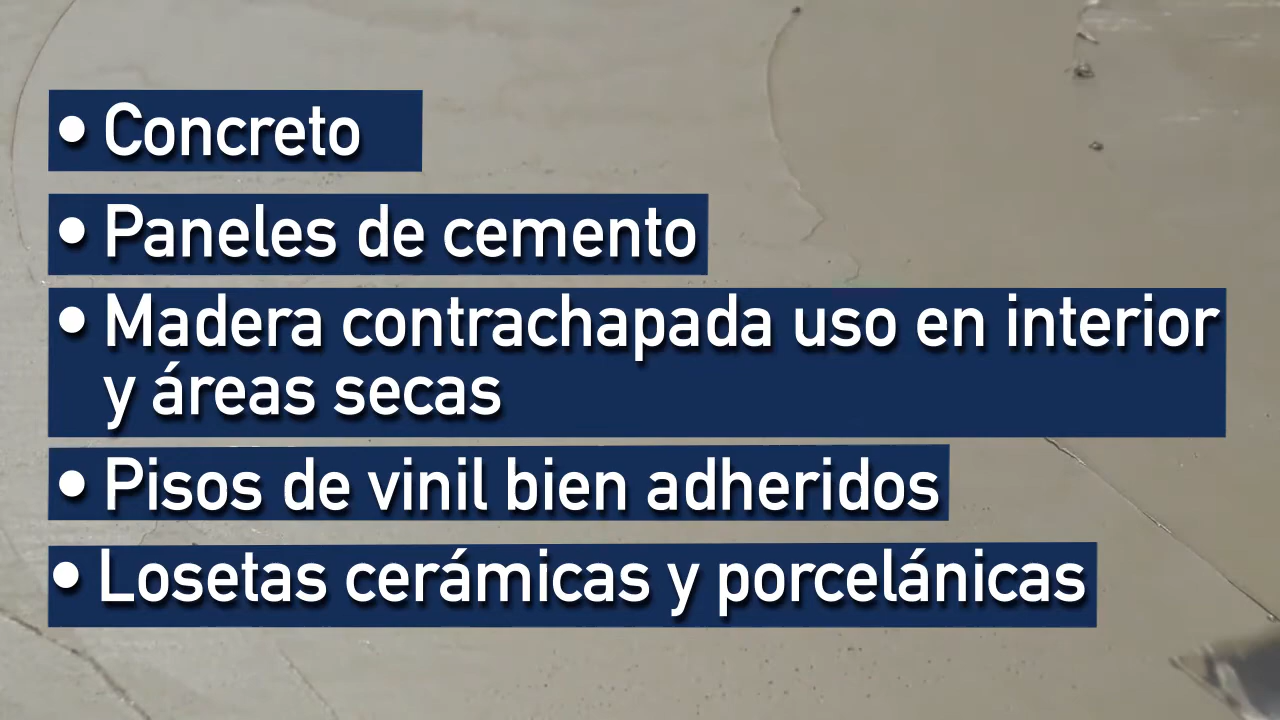 • Concreto
• Paneles de cemento
• Madera contrachapada uso en interior
y áreas secas
• Pisos de vinil bien adheridos
• Losetas cerámicas y porcelánicas